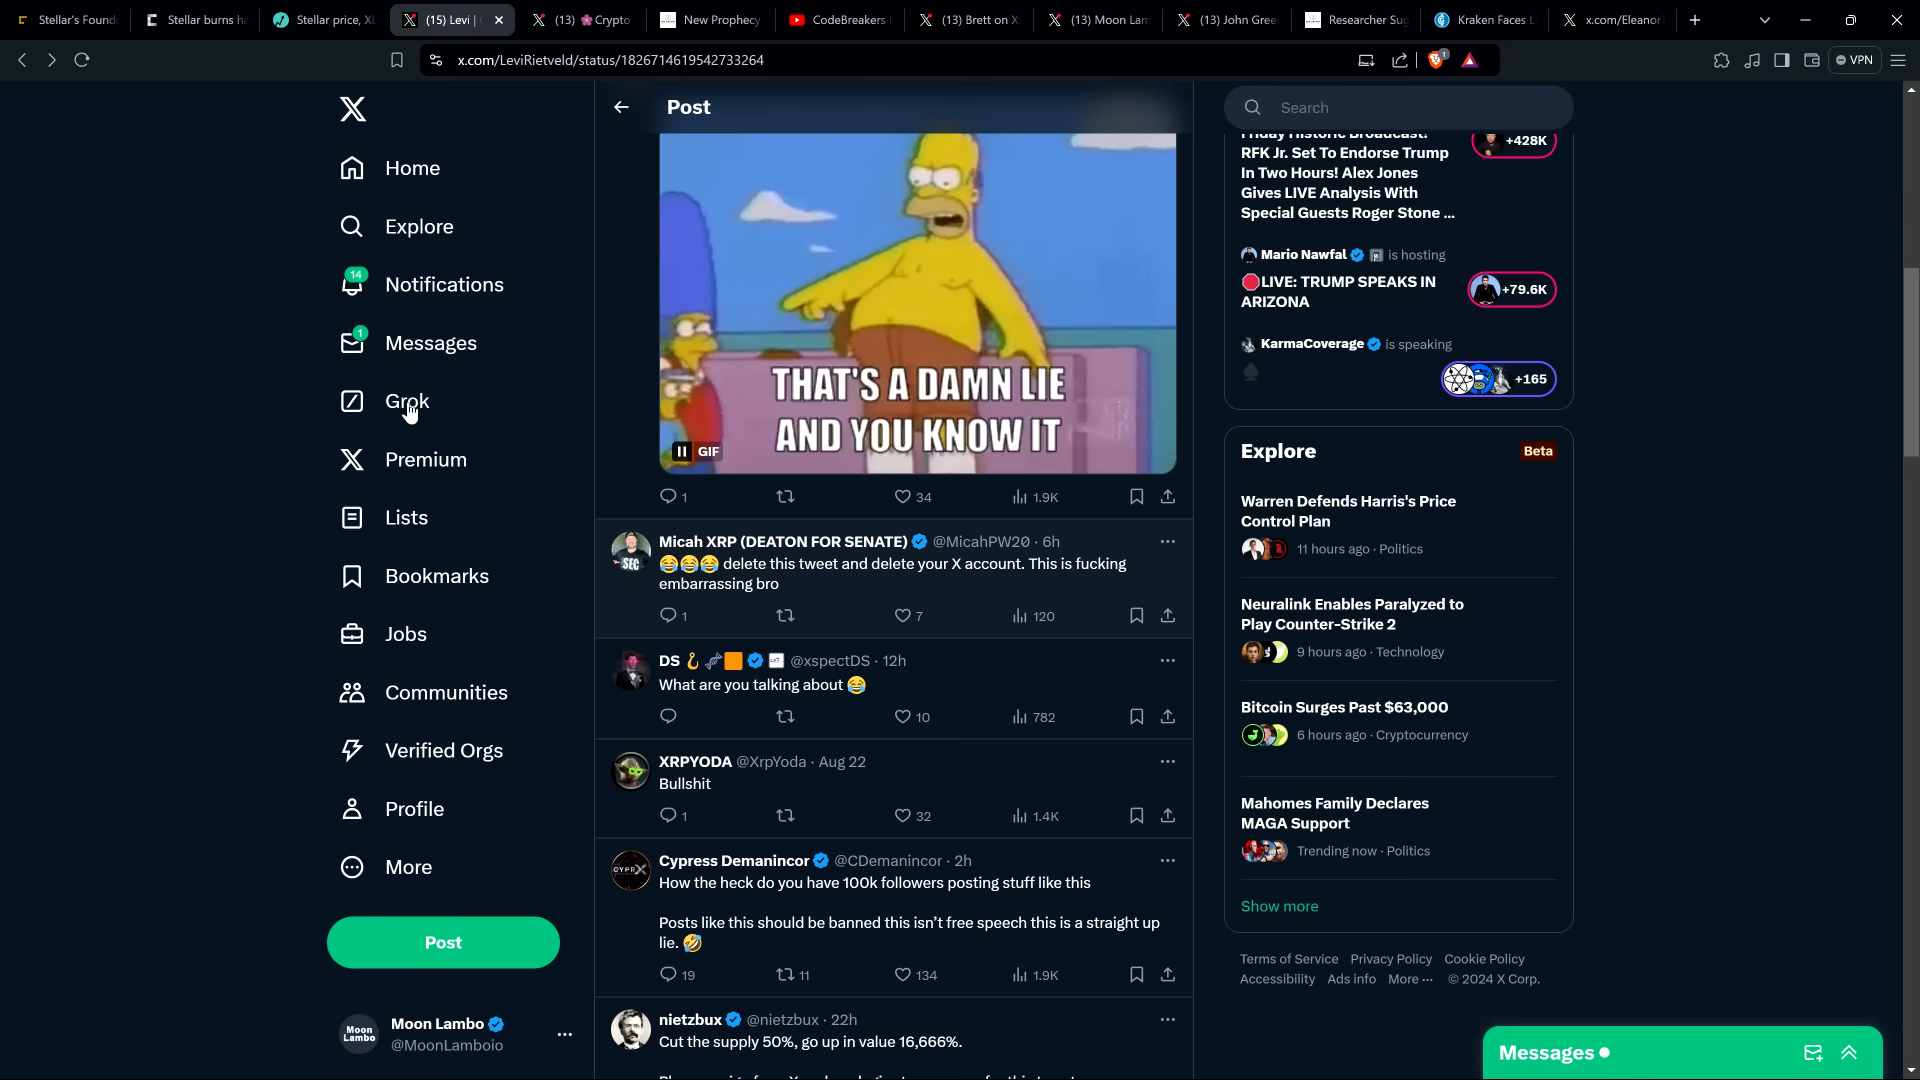 Stellar's Found
Stellar burns ha
Stellar price, XL
(15) Levi |
(13) 🌸Crypto
New Prophecy
CodeBreakers
(13) Brett on X
(13) Moon Lam
(13) John Gree
Researcher Sug
Kraken Faces L
x.com/Eleanor
x.com/LeviRietveld/status/1826714619542733264
1
VPN
Home
Explore
14
Notifications
1
Messages
Grok
Premium
Lists
Bookmarks
Jobs
Communities
Verified Orgs
Profile
More
Post
Moon Lambo
Moon Lambo
@MoonLamboio
Post
THAT'S A DAMN LIE
AND YOU KNOW IT
GIF
1 34 1.9K
SEC
Micah XRP (DEATON FOR SENATE) @MicahPW20 · 6h
😂😂😂 delete this tweet and delete your X account. This is fucking
embarrassing bro
1 7 120
DS 🪝🧬🟧 @xspectDS · 12h
What are you talking about 😂
10 782
XRPYODA @XrpYoda · Aug 22
Bullshit
1 32 1.4K
CYPRX
Cypress Demanincor @CDemanincor · 2h
How the heck do you have 100k followers posting stuff like this
Posts like this should be banned this isn't free speech this is a straight up
lie. 🤣
19 11 134 1.9K
nietzbux @nietzbux · 22h
Cut the supply 50%, go up in value 16,666%.
Search
Friday Historic Broadcast!
RFK Jr. Set To Endorse Trump
In Two Hours! Alex Jones
Gives LIVE Analysis With
Special Guests Roger Stone ...
+428K
Mario Nawfal is hosting
🛑LIVE: TRUMP SPEAKS IN
ARIZONA
+79.6K
KarmaCoverage is speaking
♠
+165
Explore
Beta
Warren Defends Harris's Price
Control Plan
11 hours ago · Politics
Neuralink Enables Paralyzed to
Play Counter-Strike 2
9 hours ago · Technology
Bitcoin Surges Past $63,000
6 hours ago · Cryptocurrency
Mahomes Family Declares
MAGA Support
Trending now · Politics
Show more
Terms of Service Privacy Policy Cookie Policy
Accessibility Ads info More ··· © 2024 X Corp.
Messages